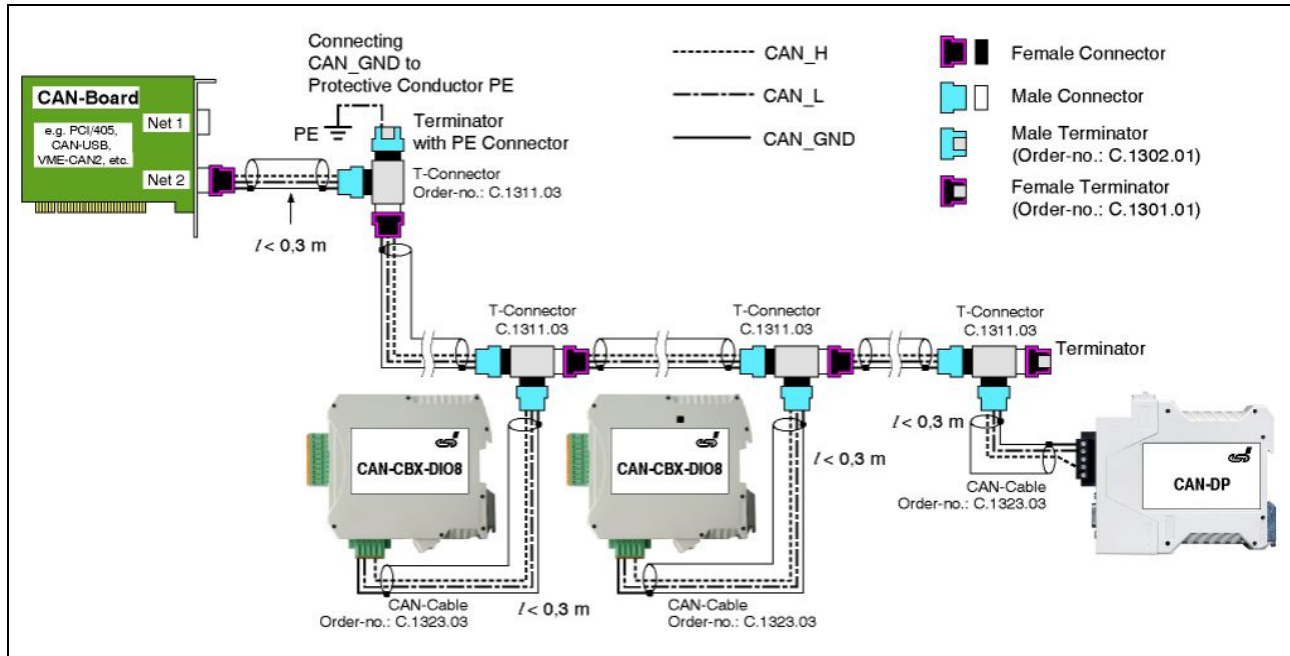 Connecting
CAN_GND to
Protective Conductor PE
CAN_H
CAN_L
CAN_GND
Female Connector
Male Connector
Male Terminator
(Order-no.: C.1302.01)
Female Terminator
(Order-no.: C.1301.01)
CAN-Board
e.g. PCI/405,
CAN-USB,
VME-CAN2, etc.
Net 1
Net 2
PE
Terminator
with PE Connector
T-Connector
Order-no.: C.1311.03
l < 0,3 m
T-Connector
C.1311.03
T-Connector
C.1311.03
T-Connector
C.1311.03
Terminator
CAN-CBX-DIO8
CAN-CBX-DIO8
l < 0,3 m
l < 0,3 m
CAN-DP
CAN-Cable
Order-no.: C.1323.03
CAN-Cable
Order-no.: C.1323.03
l < 0,3 m
CAN-Cable
Order-no.: C.1323.03